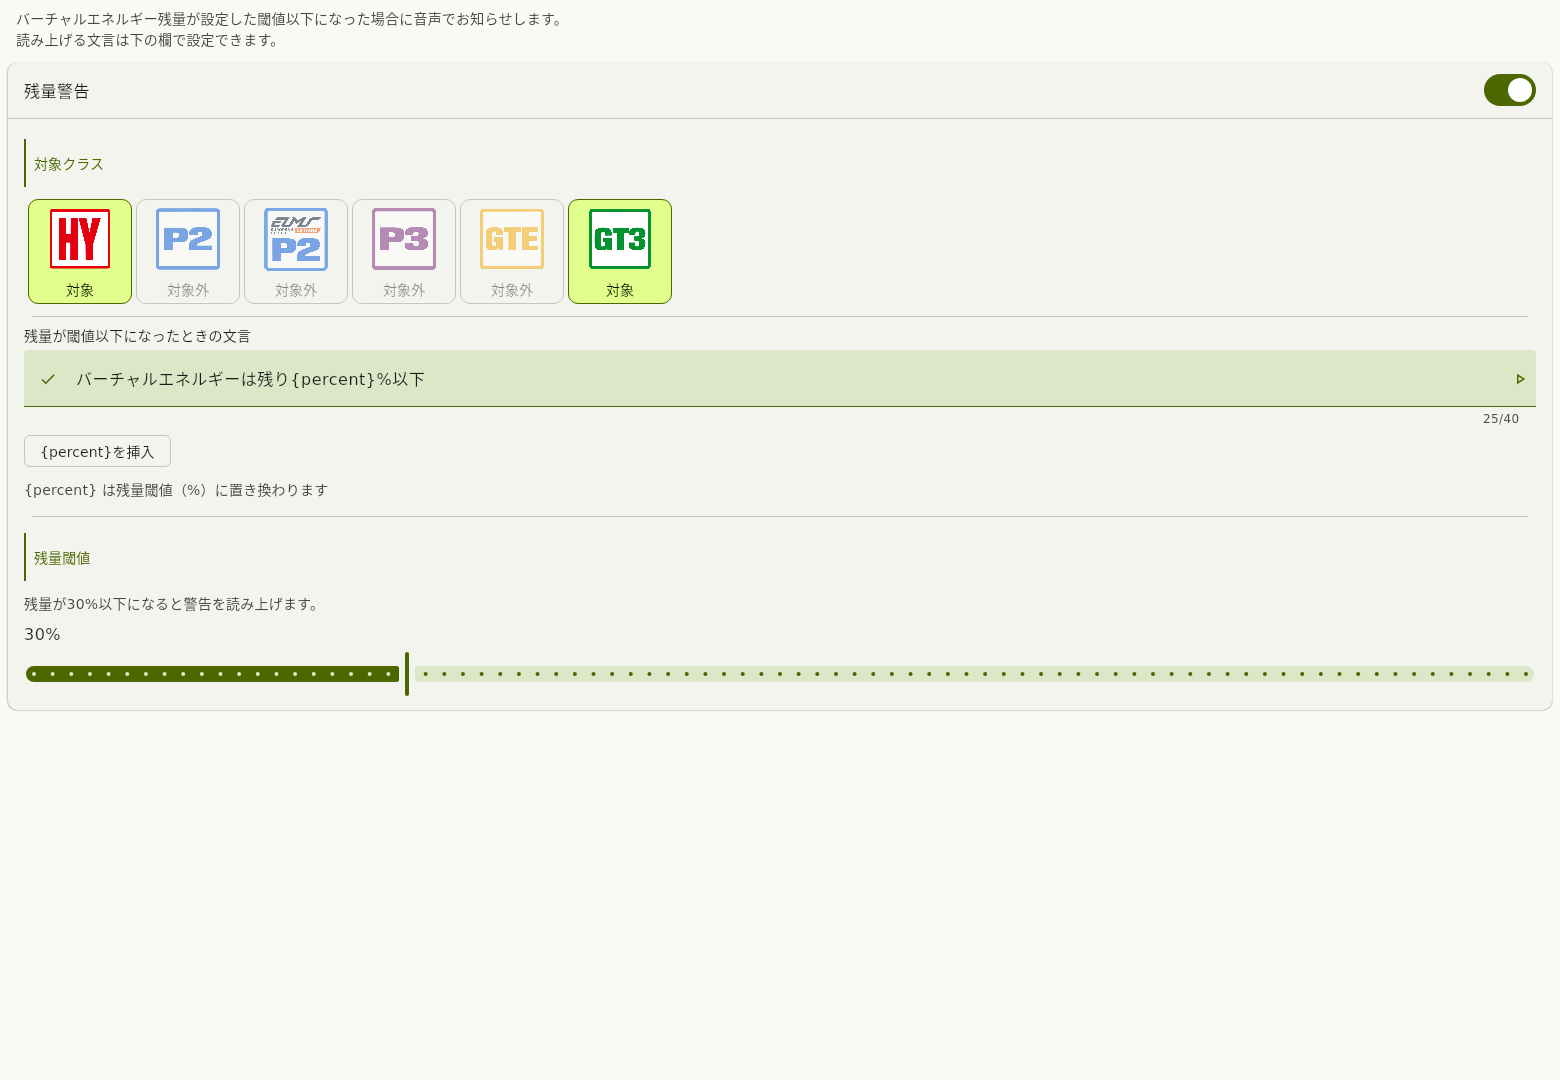 バーチャルエネルギー残量が設定した閾値以下になった場合に音声でお知らせします。
読み上げる文言は下の欄で設定できます。
残量警告
対象クラス
HY
P2
ELMS
P2
P3
GTE
GT3
対象
対象外
対象外
対象外
対象外
対象
残量が閾値以下になったときの文言
バーチャルエネルギーは残り{percent}%以下
25/40
{percent}を挿入
{percent} は残量閾値（%）に置き換わります
残量閾値
残量が30%以下になると警告を読み上げます。
30%